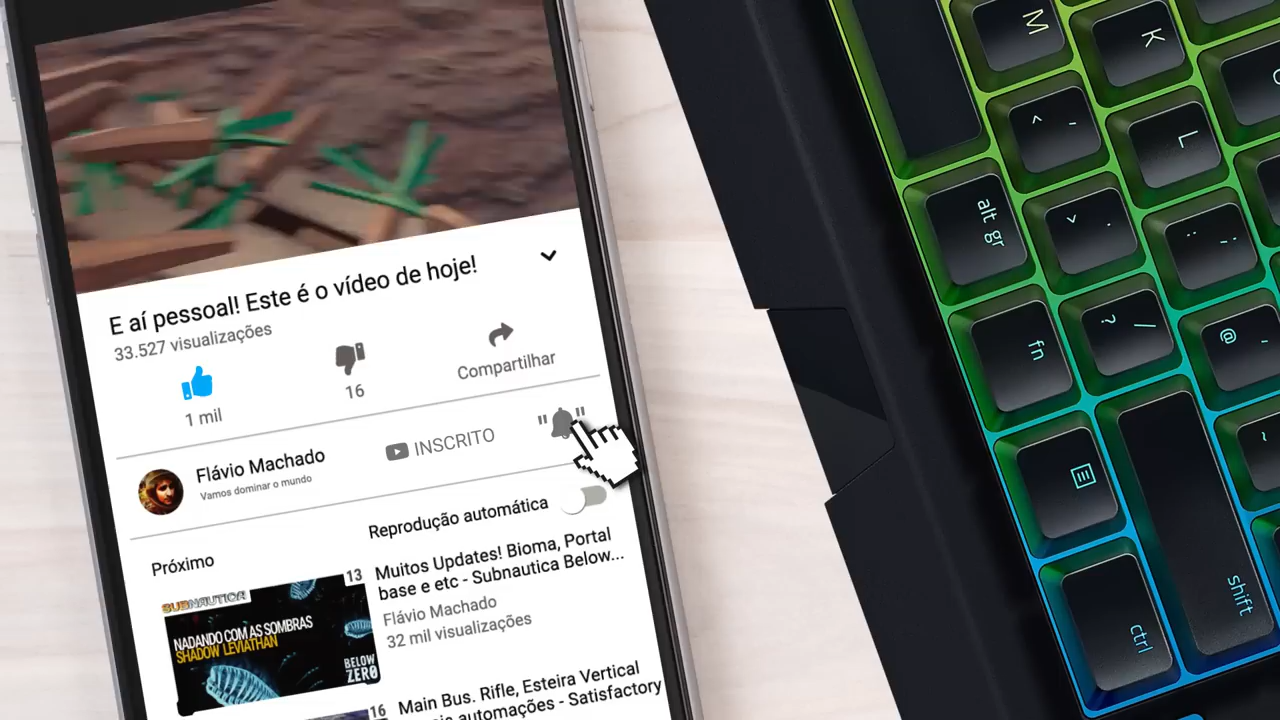 E aí pessoal! Este é o vídeo de hoje!
33.527 visualizações
1 mil
16
Compartilhar
Flávio Machado
Vamos dominar o mundo
INSCRITO
Reprodução automática
Próximo
13
SUBNAUTICA
NADANDO COM AS SOMBRAS
SHADOW LEVIATHAN
BELOW
ZERO
Muitos Updates! Bioma, Portal
base e etc - Subnautica Below...
Flávio Machado
32 mil visualizações
16
Main Bus. Rifle, Esteira Vertical
automações - Satisfactory
M
K
L
alt gr
fn
? /
@
shift
ctrl